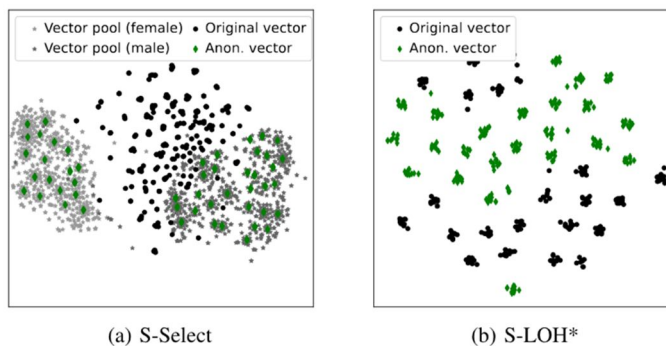 Vector pool (female) Original vector
Vector pool (male) Anon. vector
Original vector
Anon. vector
(a) S-Select
(b) S-LOH*